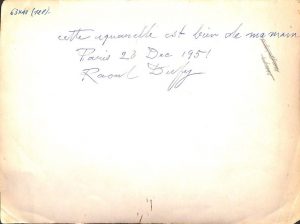 cette aquarelle est bien de ma main
Paris 23 Dec 1951
Raoul Dufy